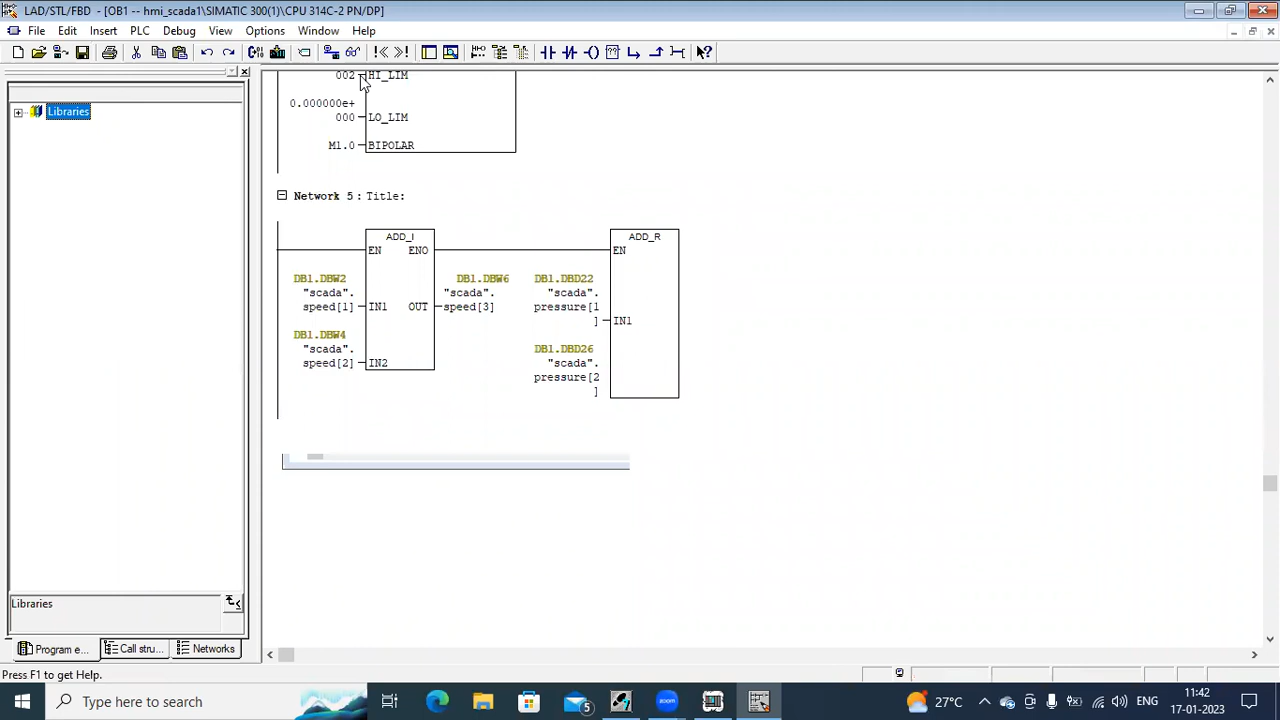 LAD/STL/FBD - [OB1 -- hmi_scada1\SIMATIC 300(1)\CPU 314C-2 PN/DP]
File Edit Insert PLC Debug View Options Window Help
002 HI_LIM
0.000000e+
000 LO_LIM
M1.0 BIPOLAR
Libraries
Network 5 : Title:
ADD_I ADD_R
EN ENO EN
DB1.DBW2 DB1.DBW6 DB1.DBD22
"scada". "scada". "scada".
speed[1] IN1 OUT speed[3] pressure[1
] IN1
DB1.DBW4 DB1.DBD26
"scada". "scada".
speed[2] IN2 pressure[2
]
Libraries
Program e... Call stru... Networks
Press F1 to get Help.
Type here to search 5 zoom 27°C ENG 11:42
17-01-2023